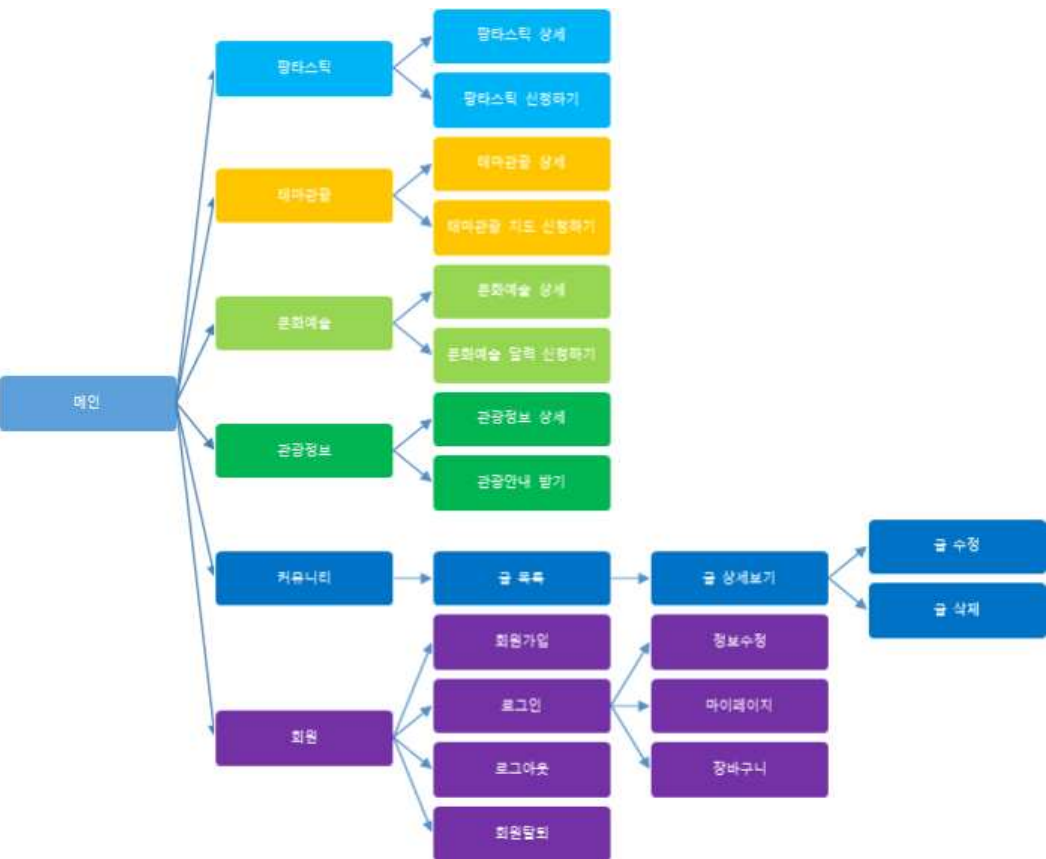 팜타스틱 상세
팜타스틱
팜타스틱 신청하기
테마관광 상세
테마관광
테마관광 지도 신청하기
문화예술 상세
문화예술
문화예술 달력 신청하기
메인
관광정보 상세
관광정보
관광안내 받기
글 수정
커뮤니티
글 목록
글 상세보기
글 삭제
회원가입
정보수정
로그인
마이페이지
회원
로그아웃
장바구니
회원탈퇴